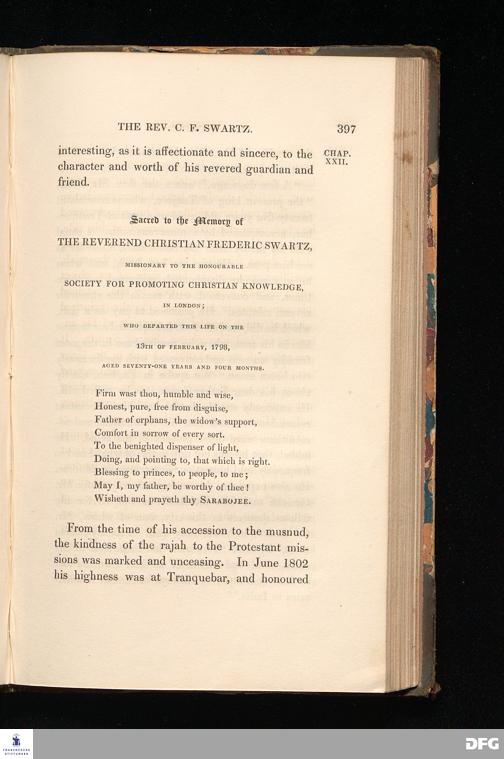 THE REV. C. F. SWARTZ. 397
interesting, as it is affectionate and sincere, to the
CHAP.
XXII.
character and worth of his revered guardian and
friend.
Sacred to the Memory of
THE REVEREND CHRISTIAN FREDERIC SWARTZ,
MISSIONARY TO THE HONOURABLE
SOCIETY FOR PROMOTING CHRISTIAN KNOWLEDGE,
IN LONDON;
WHO DEPARTED THIS LIFE ON THE
13TH OF FEBRUARY, 1798,
AGED SEVENTY-ONE YEARS AND FOUR MONTHS.
Firm wast thou, humble and wise,
Honest, pure, free from disguise,
Father of orphans, the widow's support,
Comfort in sorrow of every sort.
To the benighted dispenser of light,
Doing, and pointing to, that which is right.
Blessing to princes, to people, to me;
May I, my father, be worthy of thee!
Wisheth and prayeth thy SARABOJEE.
From the time of his accession to the musnud,
the kindness of the rajah to the Protestant mis-
sions was marked and unceasing. In June 1802
his highness was at Tranquebar, and honoured
FRANCKESCHE
STIFTUNGEN
DFG